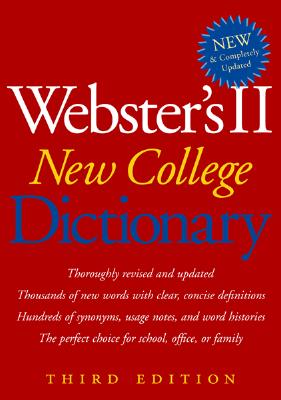 NEW
& Completely
Updated
Webster's II
New College
Dictionary
Thoroughly revised and updated
Thousands of new words with clear, concise definitions
Hundreds of synonyms, usage notes, and word histories
The perfect choice for school, office, or family
THIRD EDITION